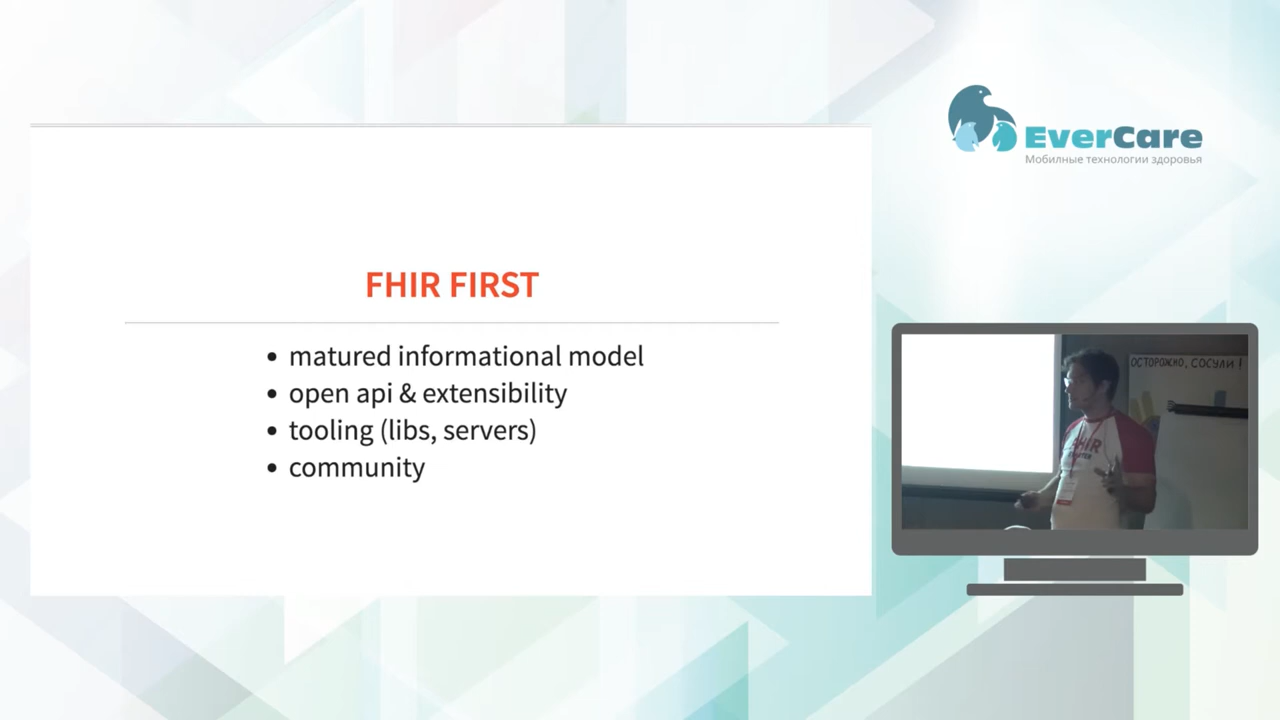 EverCare
Мобилные технологии здоровья
FHIR FIRST
matured informational model
open api & extensibility
tooling (libs, servers)
community
ОСТОРОЖНО, СОСУЛИ!
FHIR